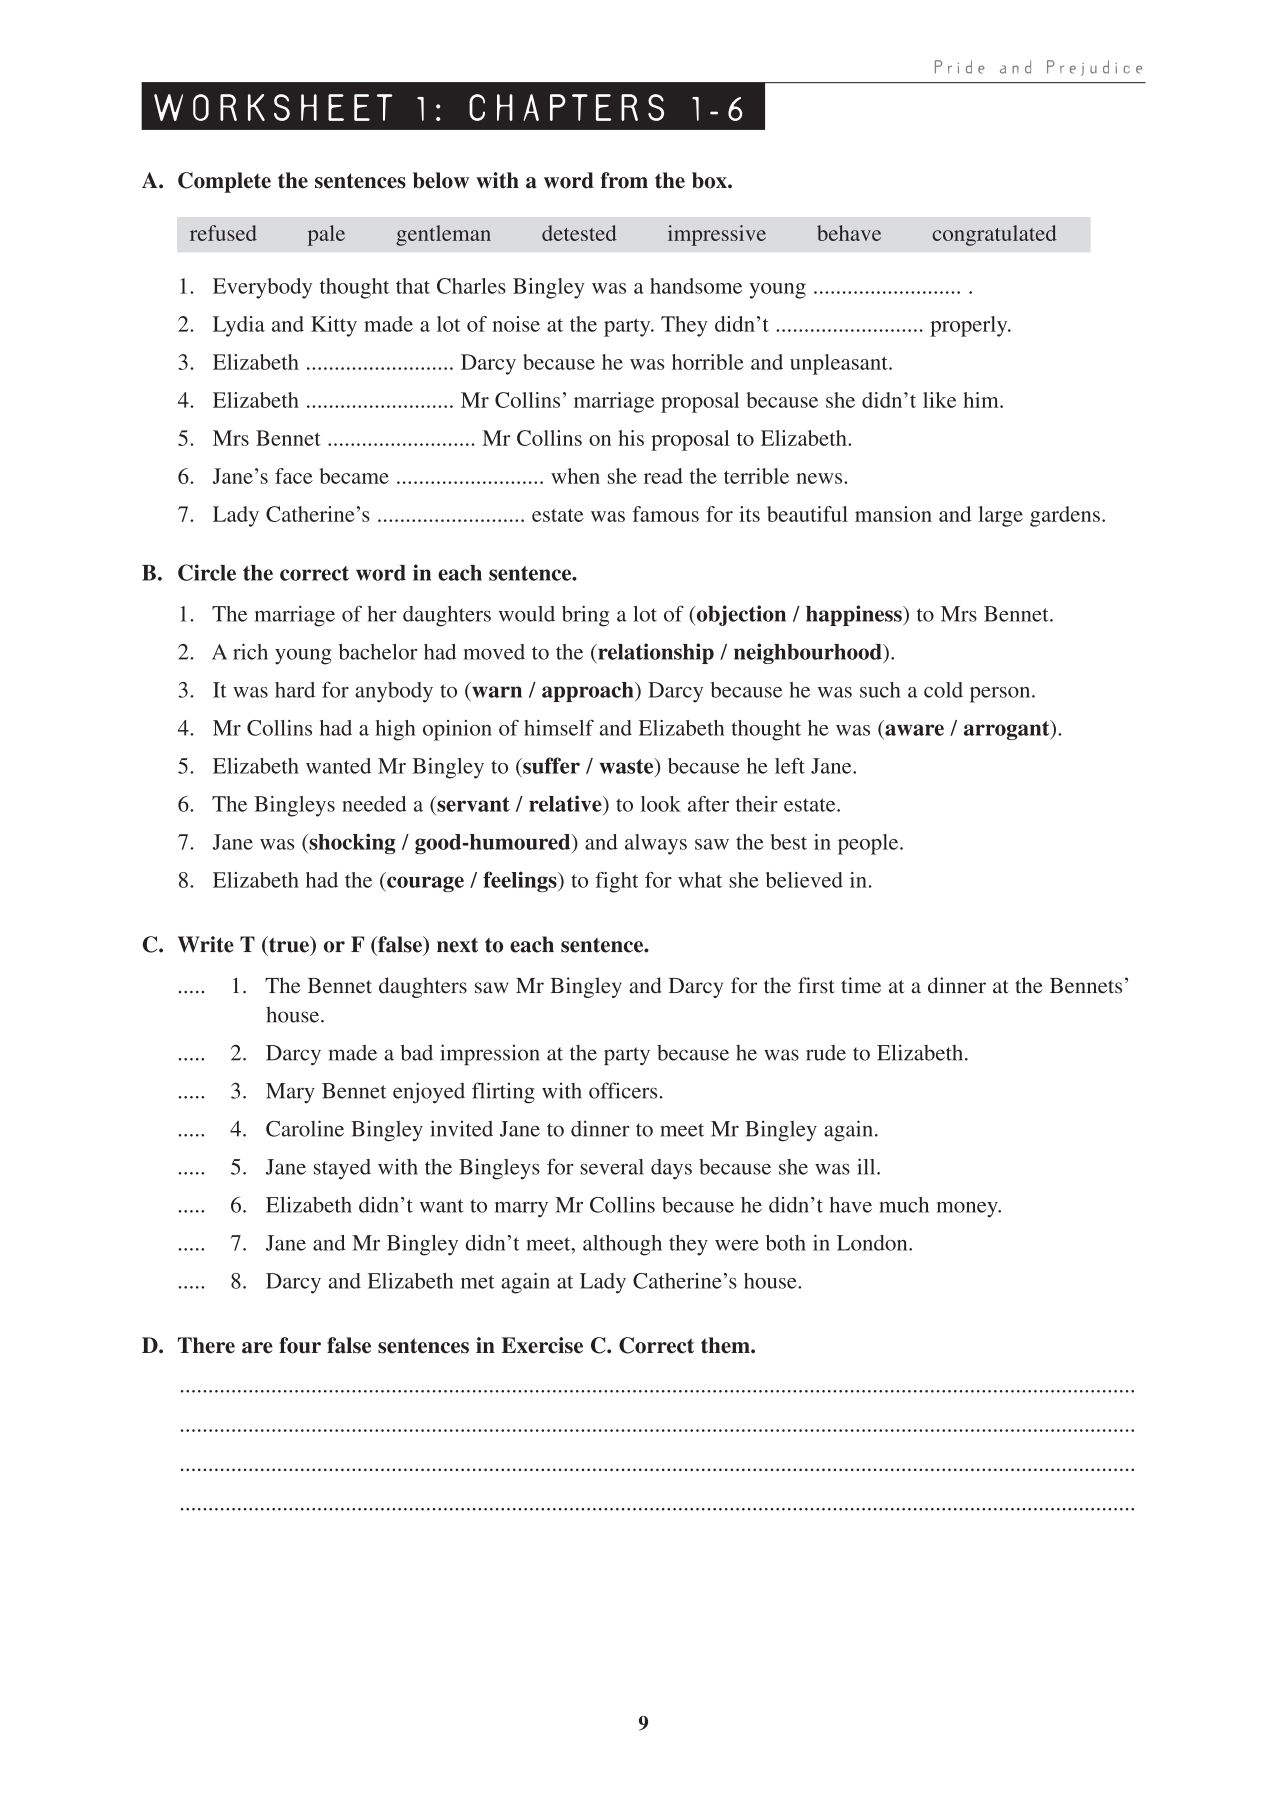 Pride and Prejudice
WORKSHEET 1: CHAPTERS 1-6
A. Complete the sentences below with a word from the box.
refused pale gentleman detested impressive behave congratulated
1. Everybody thought that Charles Bingley was a handsome young .......................... .
2. Lydia and Kitty made a lot of noise at the party. They didn’t .......................... properly.
3. Elizabeth .......................... Darcy because he was horrible and unpleasant.
4. Elizabeth .......................... Mr Collins’ marriage proposal because she didn’t like him.
5. Mrs Bennet .......................... Mr Collins on his proposal to Elizabeth.
6. Jane’s face became .......................... when she read the terrible news.
7. Lady Catherine’s .......................... estate was famous for its beautiful mansion and large gardens.
B. Circle the correct word in each sentence.
1. The marriage of her daughters would bring a lot of (objection / happiness) to Mrs Bennet.
2. A rich young bachelor had moved to the (relationship / neighbourhood).
3. It was hard for anybody to (warn / approach) Darcy because he was such a cold person.
4. Mr Collins had a high opinion of himself and Elizabeth thought he was (aware / arrogant).
5. Elizabeth wanted Mr Bingley to (suffer / waste) because he left Jane.
6. The Bingleys needed a (servant / relative) to look after their estate.
7. Jane was (shocking / good-humoured) and always saw the best in people.
8. Elizabeth had the (courage / feelings) to fight for what she believed in.
C. Write T (true) or F (false) next to each sentence.
..... 1. The Bennet daughters saw Mr Bingley and Darcy for the first time at a dinner at the Bennets’
house.
..... 2. Darcy made a bad impression at the party because he was rude to Elizabeth.
..... 3. Mary Bennet enjoyed flirting with officers.
..... 4. Caroline Bingley invited Jane to dinner to meet Mr Bingley again.
..... 5. Jane stayed with the Bingleys for several days because she was ill.
..... 6. Elizabeth didn’t want to marry Mr Collins because he didn’t have much money.
..... 7. Jane and Mr Bingley didn’t meet, although they were both in London.
..... 8. Darcy and Elizabeth met again at Lady Catherine’s house.
D. There are four false sentences in Exercise C. Correct them.
9